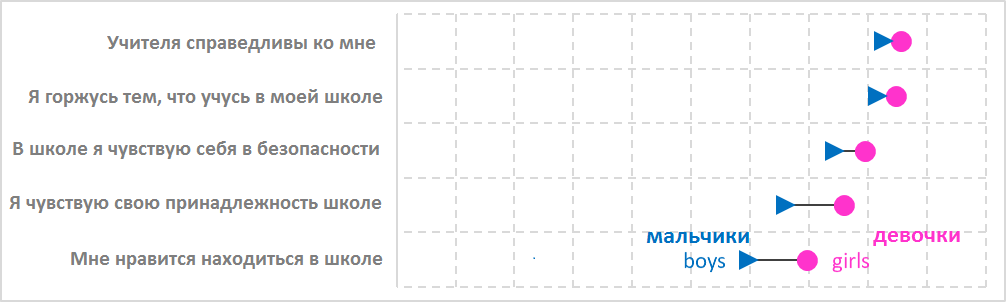 Учителя справедливы ко мне
Я горжусь тем, что учусь в моей школе
В школе я чувствую себя в безопасности
Я чувствую свою принадлежность школе
мальчики
девочки
Мне нравится находиться в школе
boys
girls